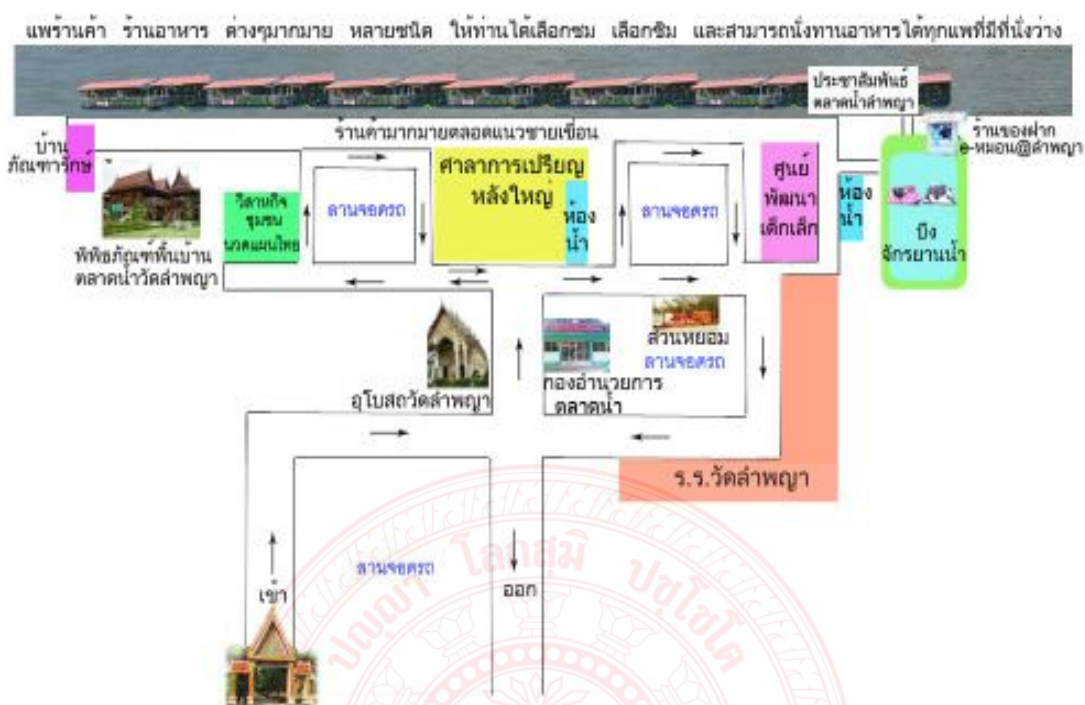 แพร้านค้า ร้านอาหาร ต่างๆมากมาย หลายชนิด ให้ท่านได้เลือกชม เลือกชิม และสามารถนั่งทานอาหารได้ทุกแพที่มีที่นั่งว่าง
ประชาสัมพันธ์
ตลาดน้ำลำพญา
ร้านค้ามากมายตลอดแนวชายเขื่อน
ร้านของฝาก
e-หมอน@ลำพญา
บ้าน
ภัณฑารักษ์
พิพิธภัณฑ์พื้นบ้าน
ตลาดน้ำวัดลำพญา
วิสาหกิจ
ชุมชน
นวดแผนไทย
ลานจอดรถ
ศาลาการเปรียญ
หลังใหญ่
ห้อง
น้ำ
ลานจอดรถ
ศูนย์
พัฒนา
เด็กเล็ก
ห้อง
น้ำ
บึง
จักรยานน้ำ
อุโบสถวัดลำพญา
กองอำนวยการ
ตลาดน้ำ
สวนหย่อม
ลานจอดรถ
ร.ร.วัดลำพญา
ลานจอดรถ
เข้า
ออก
โลกสฺมิ
ปญฺญา
ปชฺโชโต